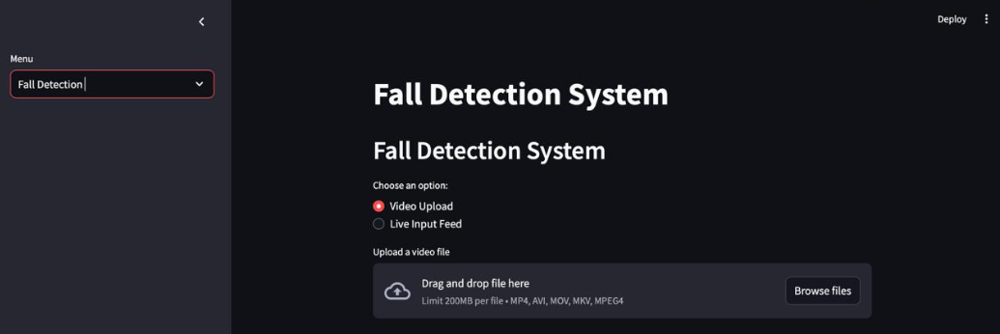 Deploy
Menu
Fall Detection
Fall Detection System
Fall Detection System
Choose an option:
Video Upload
Live Input Feed
Upload a video file
Drag and drop file here
Limit 200MB per file • MP4, AVI, MOV, MKV, MPEG4
Browse files